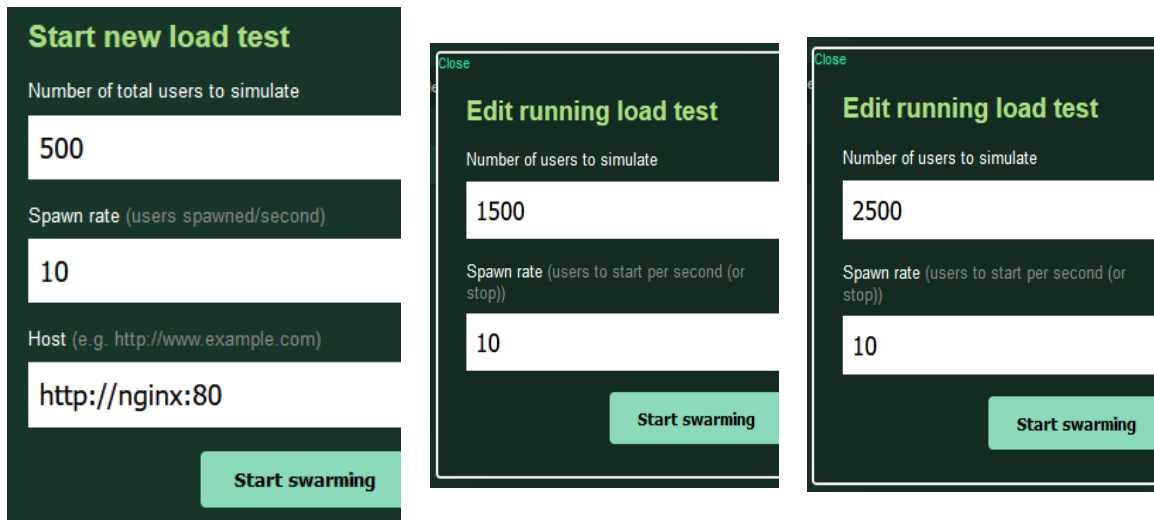 Start new load test
Number of total users to simulate
500
Spawn rate (users spawned/second)
10
Host (e.g. http://www.example.com)
http://nginx:80
Start swarming
Close
Edit running load test
Number of users to simulate
1500
Spawn rate (users to start per second (or
stop))
10
Start swarming
Close
Edit running load test
Number of users to simulate
2500
Spawn rate (users to start per second (or
stop))
10
Start swarming